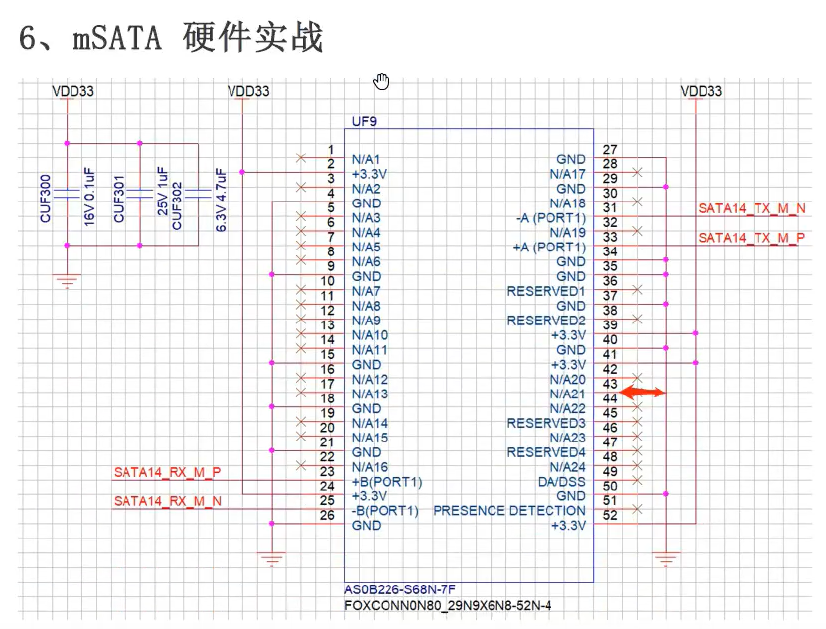 6、mSATA 硬件实战
VDD33
VDD33
VDD33
CUF300
16V 0.1uF
CUF301
25V 1uF
CUF302
6.3V 4.7uF
UF9
1 N/A1
2 +3.3V
3 N/A2
4 GND
5 N/A3
6 N/A4
7 N/A5
8 N/A6
9 GND
10 N/A7
11 N/A8
12 N/A9
13 N/A10
14 N/A11
15 GND
16 N/A12
17 N/A13
18 GND
19 N/A14
20 N/A15
21 GND
22 N/A16
23 +B(PORT1)
24 +3.3V
25 -B(PORT1)
26 GND
SATA14_RX_M_P
SATA14_RX_M_N
GND 27
N/A17 28
GND 29
N/A18 30
-A (PORT1) 31
N/A19 32
+A (PORT1) 33
GND 34
GND 35
RESERVED1 36
GND 37
RESERVED2 38
+3.3V 39
GND 40
+3.3V 41
N/A20 42
N/A21 43
N/A22 44
RESERVED3 45
N/A23 46
RESERVED4 47
N/A24 48
DA/DSS 49
GND 50
PRESENCE DETECTION 51
+3.3V 52
SATA14_TX_M_N
SATA14_TX_M_P
AS0B226-S68N-7F
FOXCONN0N80_29N9X6N8-52N-4